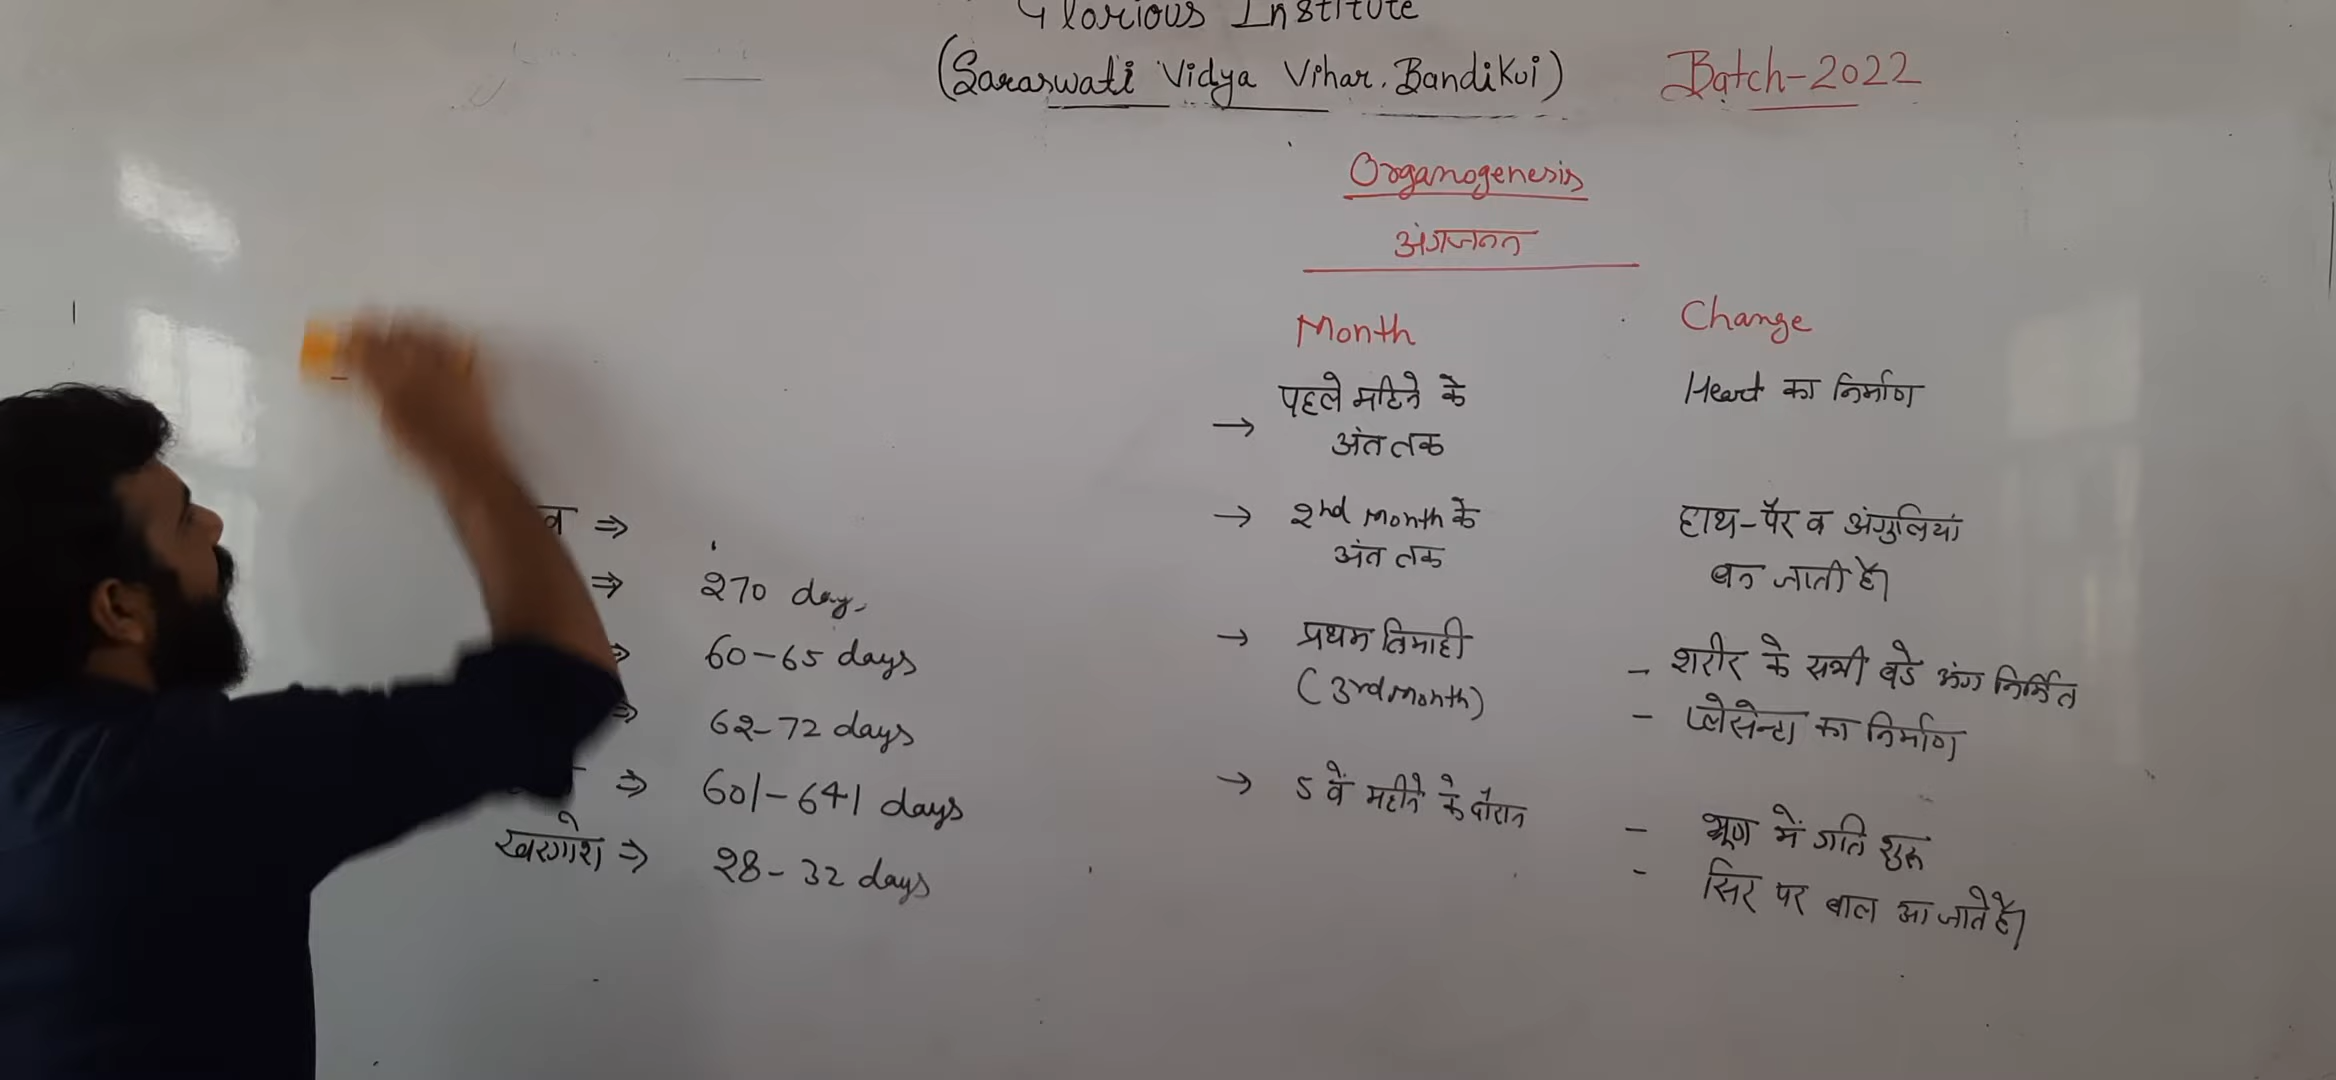 Glorious Institute
(Saraswati Vidya Vihar, Bandikui) Batch-2022
Organogenesis
अंगजनन
Month Change
→ पहले महिने के
अंत तक
Heart का निर्माण
→ 2nd Month के
अंत तक
हाथ-पैर व अंगुलियां
बन जाती है।
→ प्रथम तिमाही
(3rd month)
- शरीर के सभी बडे अंग निर्मित
- प्लेसेन्टा का निर्माण
→ 5 वें महीने के दौरान
- भ्रूण में गति शुरू
- सिर पर बाल आ जाते है।
व ⇒
⇒ 270 day,
⇒ 60-65 days
⇒ 62-72 days
⇒ 601-641 days
खरगोश ⇒ 28-32 days